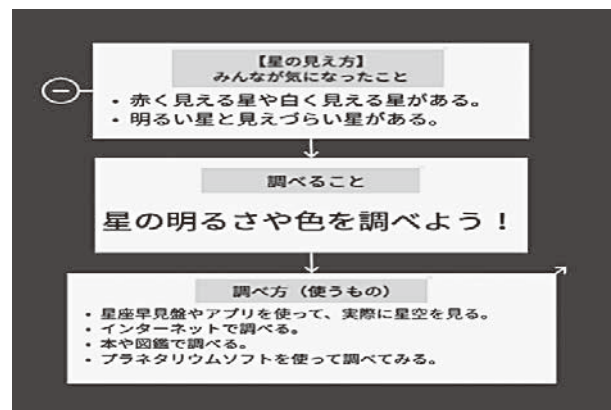 【星の見え方】
みんなが気になったこと
・赤く見える星や白く見える星がある。
・明るい星と見えづらい星がある。
調べること
星の明るさや色を調べよう！
調べ方（使うもの）
・星座早見盤やアプリを使って、実際に星空を見る。
・インターネットで調べる。
・本や図鑑で調べる。
・プラネタリウムソフトを使って調べてみる。